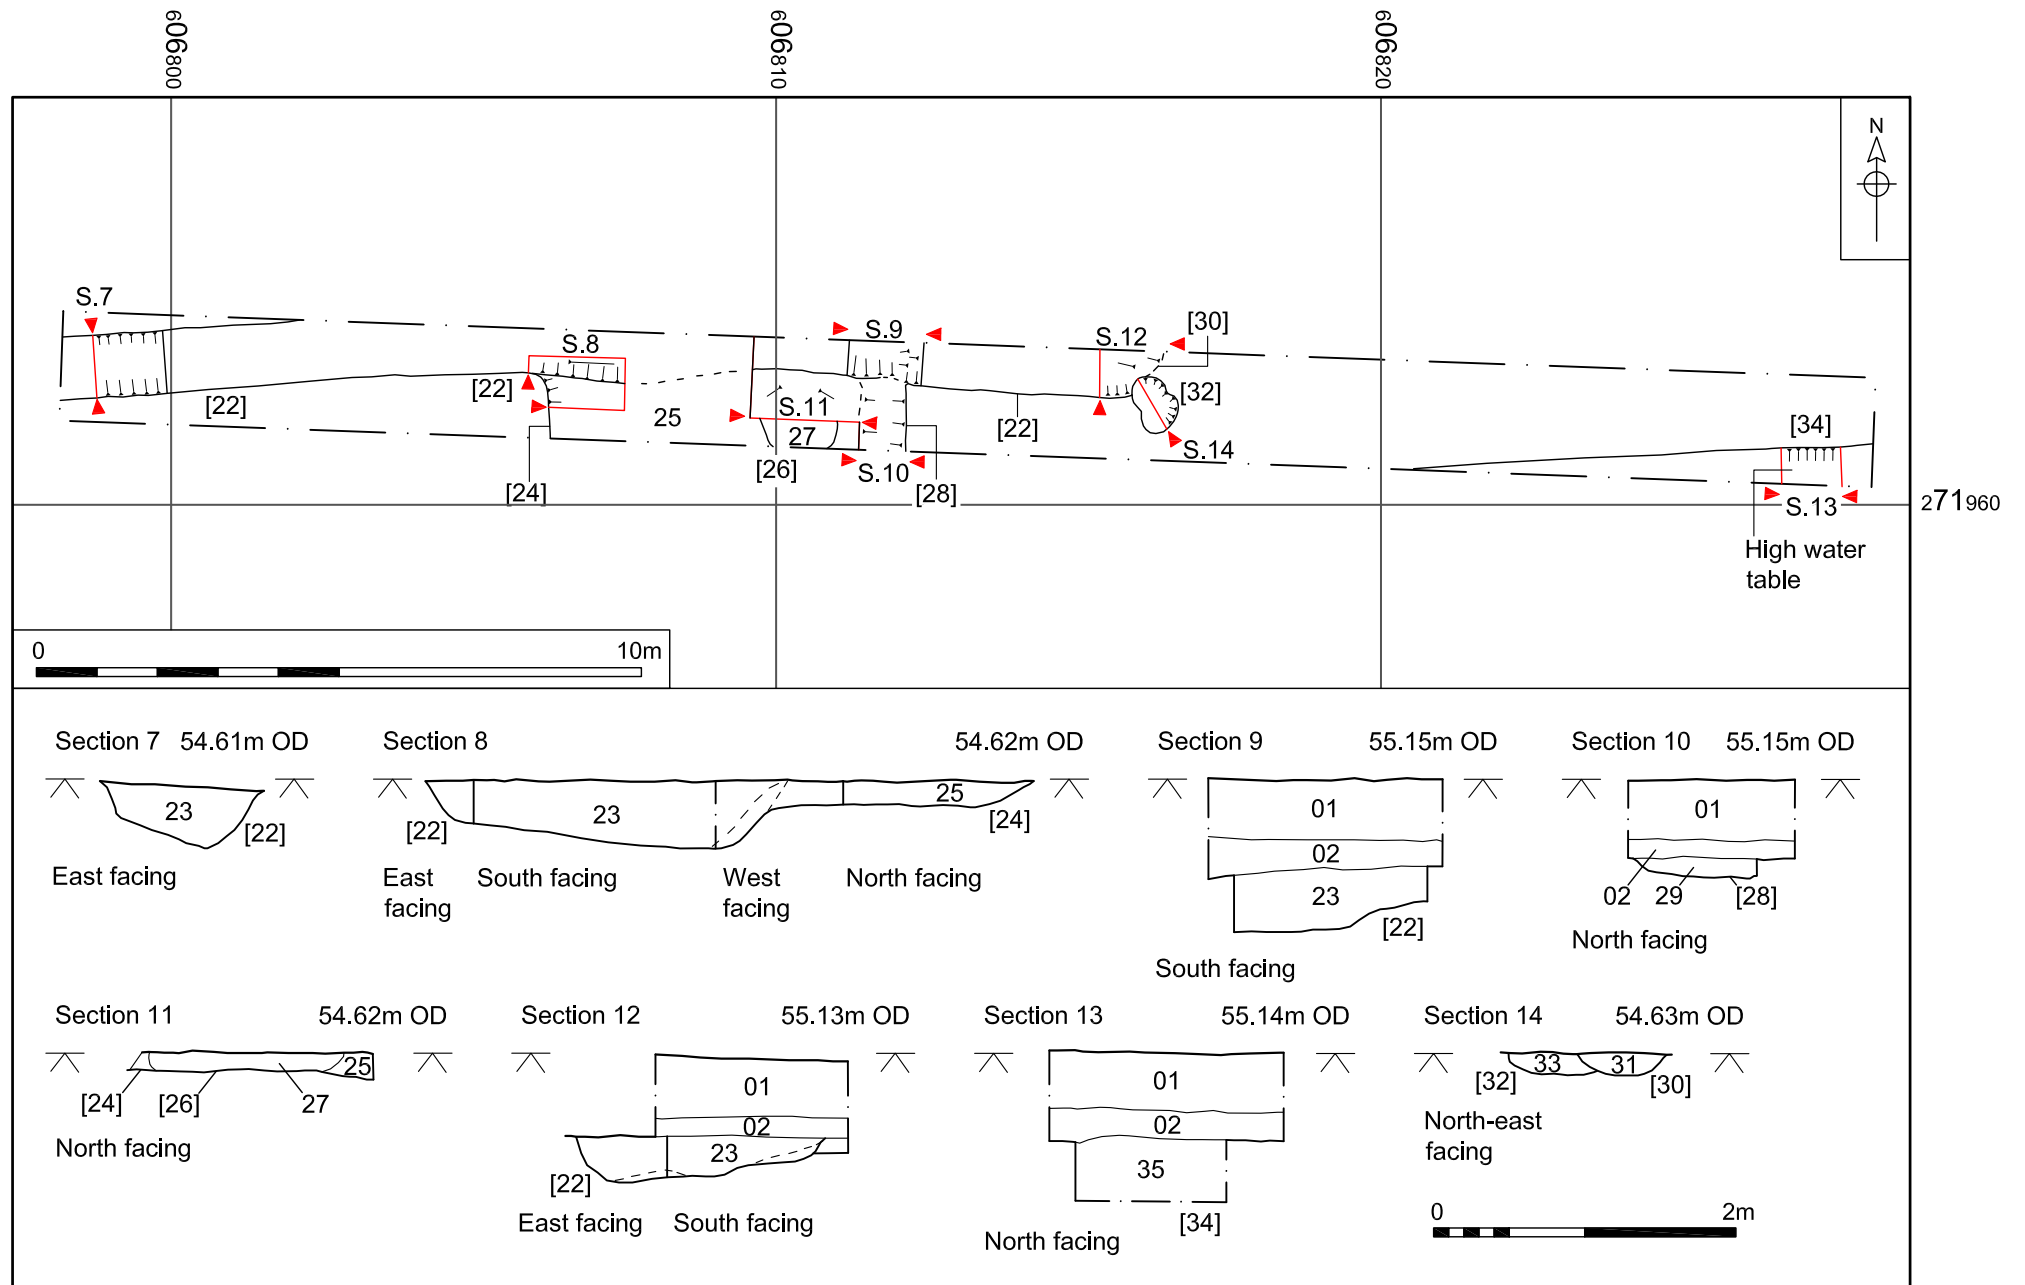 606800
606810
606820
N
S.7
S.8
S.9
S.12
[30]
[22]
[22]
25
S.11
27
[26]
S.10
[28]
[24]
[22]
[32]
S.14
[34]
S.13
271960
High water
table
0 10m
Section 7 54.61m OD
23
[22]
East facing
Section 8 54.62m OD
[22]
23
25
[24]
East
facing
South facing
West
facing
North facing
Section 9 55.15m OD
01
02
23
[22]
South facing
Section 10 55.15m OD
01
02 29 [28]
North facing
Section 11 54.62m OD
25
[24] [26] 27
North facing
Section 12 55.13m OD
01
02
23
[22]
East facing South facing
Section 13 55.14m OD
01
02
35
[34]
North facing
Section 14 54.63m OD
33 31
[32] [30]
North-east
facing
0 2m